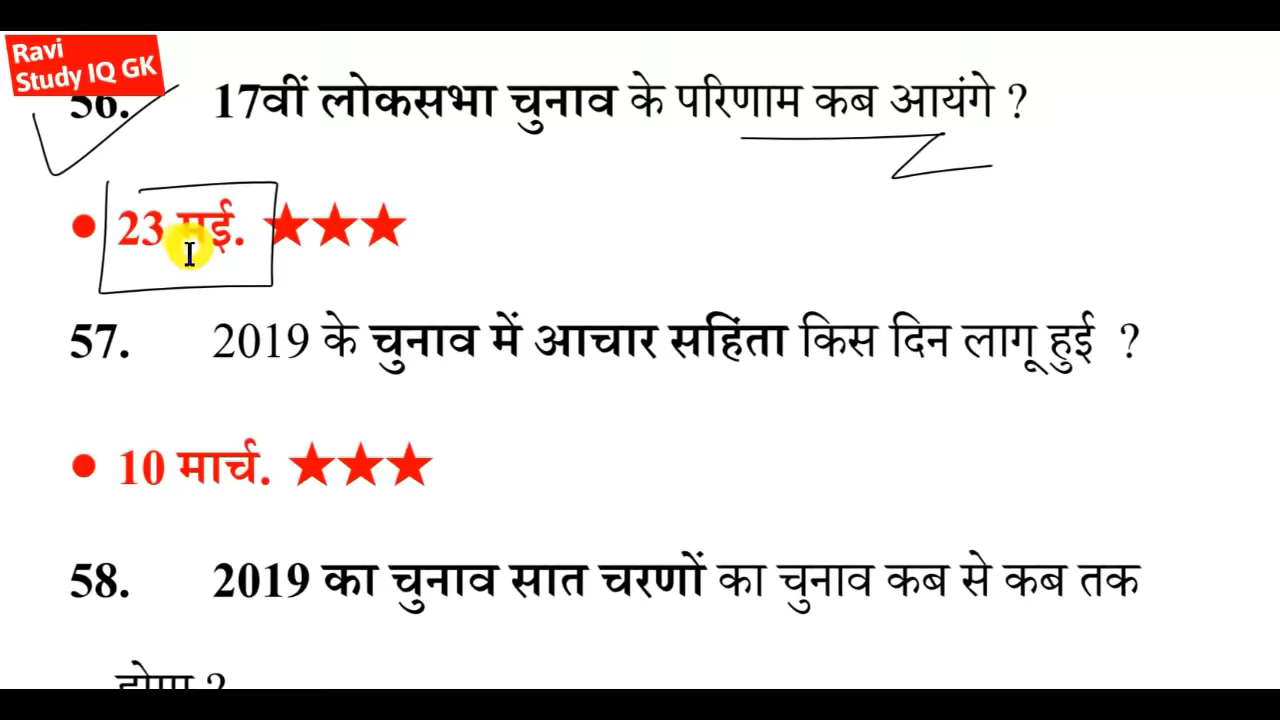 Ravi
Study IQ GK
56. 17वीं लोकसभा चुनाव के परिणाम कब आयंगे ?
• 23 मई. ★★★
57. 2019 के चुनाव में आचार सहिंता किस दिन लागू हुई ?
• 10 मार्च. ★★★
58. 2019 का चुनाव सात चरणों का चुनाव कब से कब तक
होगा ?